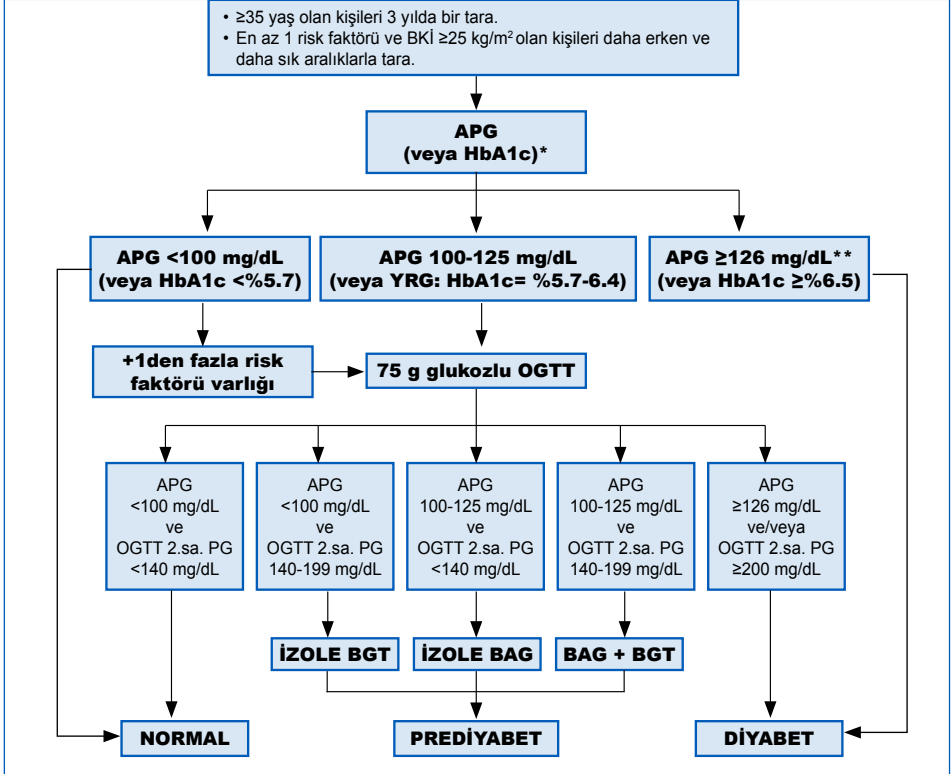 • ≥35 yaş olan kişileri 3 yılda bir tara.
• En az 1 risk faktörü ve BKİ ≥25 kg/m² olan kişileri daha erken ve
daha sık aralıklarla tara.
APG
(veya HbA1c)*
APG <100 mg/dL
(veya HbA1c <%5.7)
APG 100-125 mg/dL
(veya YRG: HbA1c= %5.7-6.4)
APG ≥126 mg/dL**
(veya HbA1c ≥%6.5)
+1den fazla risk
faktörü varlığı
75 g glukozlu OGTT
APG
<100 mg/dL
ve
OGTT 2.sa. PG
<140 mg/dL
APG
<100 mg/dL
ve
OGTT 2.sa. PG
140-199 mg/dL
APG
100-125 mg/dL
ve
OGTT 2.sa. PG
<140 mg/dL
APG
100-125 mg/dL
ve
OGTT 2.sa. PG
140-199 mg/dL
APG
≥126 mg/dL
ve/veya
OGTT 2.sa. PG
≥200 mg/dL
İZOLE BGT
İZOLE BAG
BAG + BGT
NORMAL
PREDİYABET
DİYABET